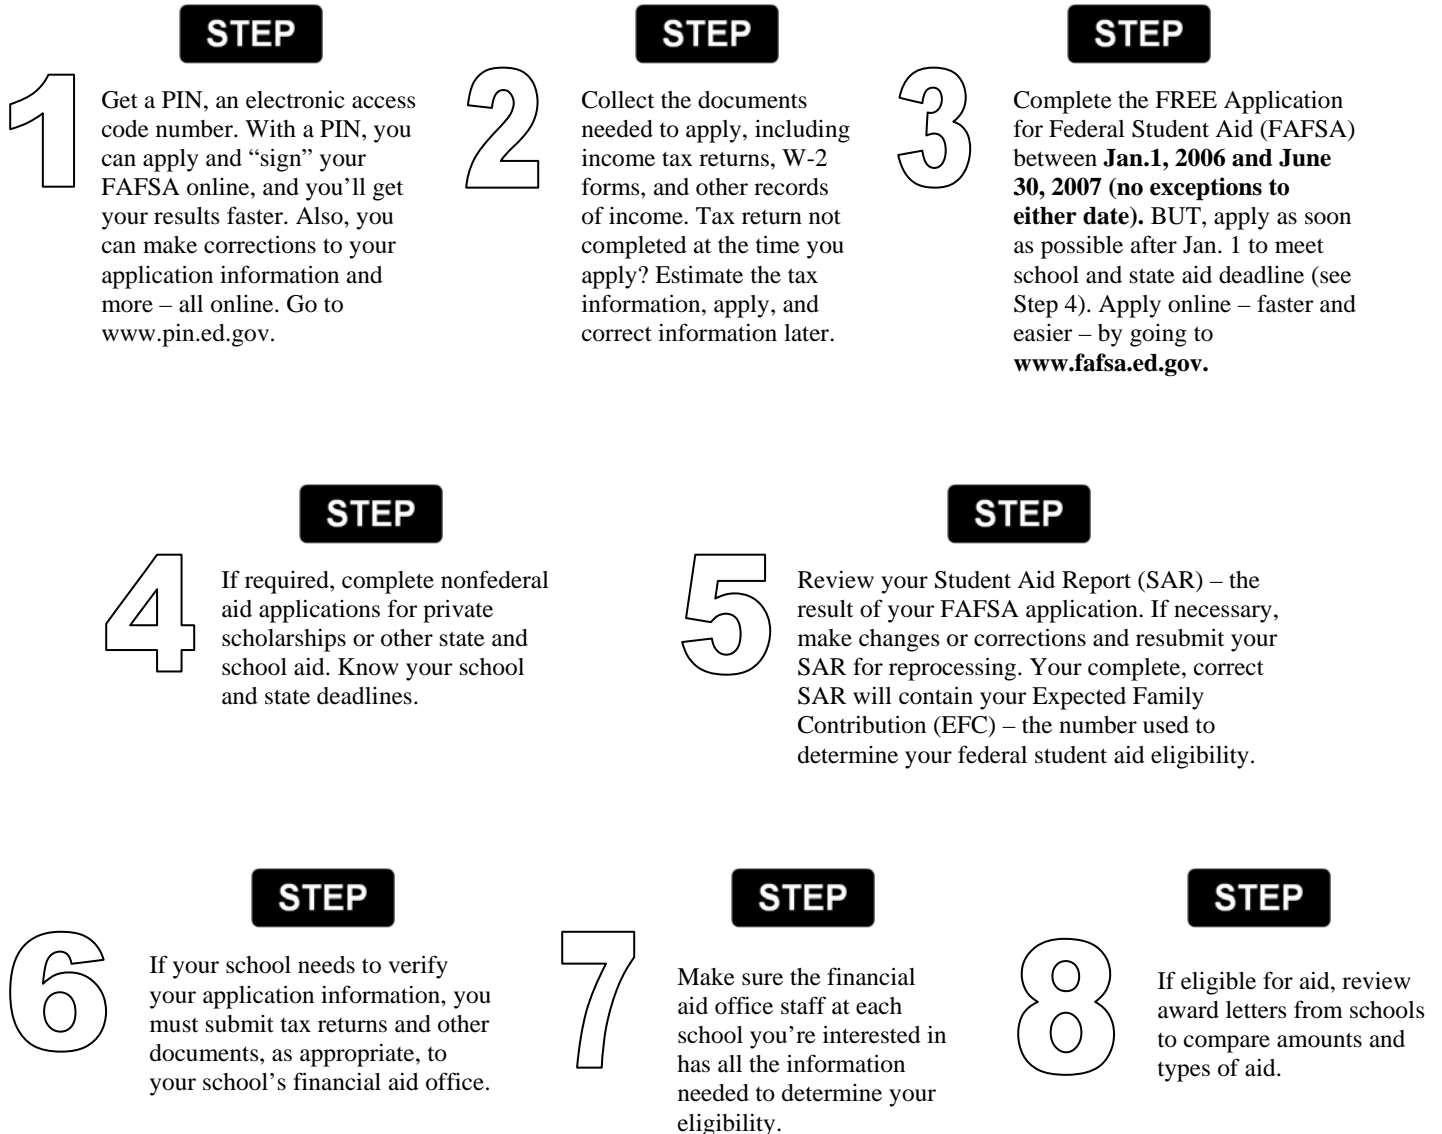 STEP
1
Get a PIN, an electronic access
code number. With a PIN, you
can apply and “sign” your
FAFSA online, and you’ll get
your results faster. Also, you
can make corrections to your
application information and
more – all online. Go to
www.pin.ed.gov.
STEP
2
Collect the documents
needed to apply, including
income tax returns, W-2
forms, and other records
of income. Tax return not
completed at the time you
apply? Estimate the tax
information, apply, and
correct information later.
STEP
3
Complete the FREE Application
for Federal Student Aid (FAFSA)
between Jan.1, 2006 and June
30, 2007 (no exceptions to
either date). BUT, apply as soon
as possible after Jan. 1 to meet
school and state aid deadline (see
Step 4). Apply online – faster and
easier – by going to
www.fafsa.ed.gov.
STEP
4
If required, complete nonfederal
aid applications for private
scholarships or other state and
school aid. Know your school
and state deadlines.
STEP
5
Review your Student Aid Report (SAR) – the
result of your FAFSA application. If necessary,
make changes or corrections and resubmit your
SAR for reprocessing. Your complete, correct
SAR will contain your Expected Family
Contribution (EFC) – the number used to
determine your federal student aid eligibility.
STEP
6
If your school needs to verify
your application information, you
must submit tax returns and other
documents, as appropriate, to
your school’s financial aid office.
STEP
7
Make sure the financial
aid office staff at each
school you’re interested in
has all the information
needed to determine your
eligibility.
STEP
8
If eligible for aid, review
award letters from schools
to compare amounts and
types of aid.